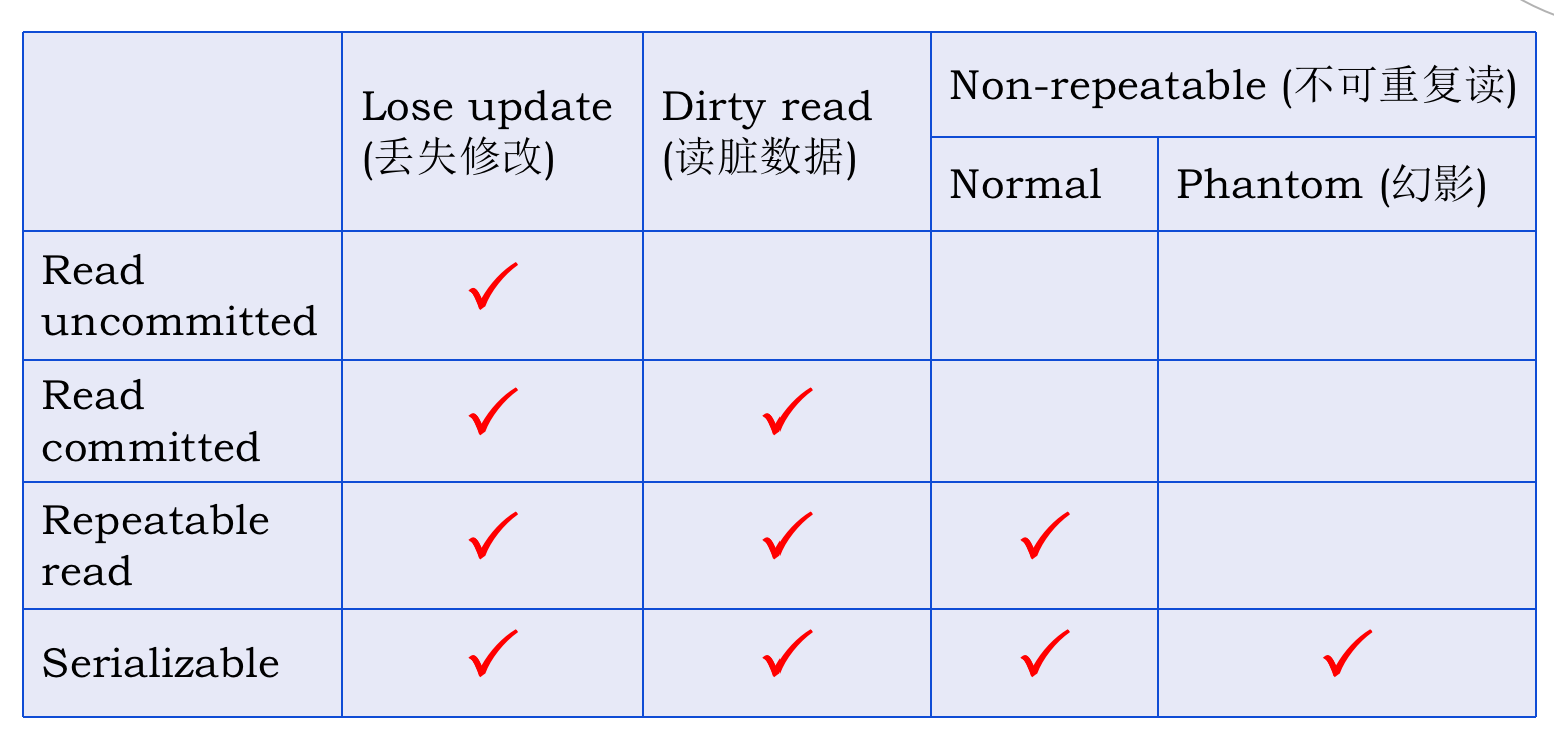 Lose update
(丢失修改)
Dirty read
(读脏数据)
Non-repeatable (不可重复读)
Normal
Phantom (幻影)
Read
uncommitted
✓
Read
committed
✓
✓
Repeatable
read
✓
✓
✓
Serializable
✓
✓
✓
✓